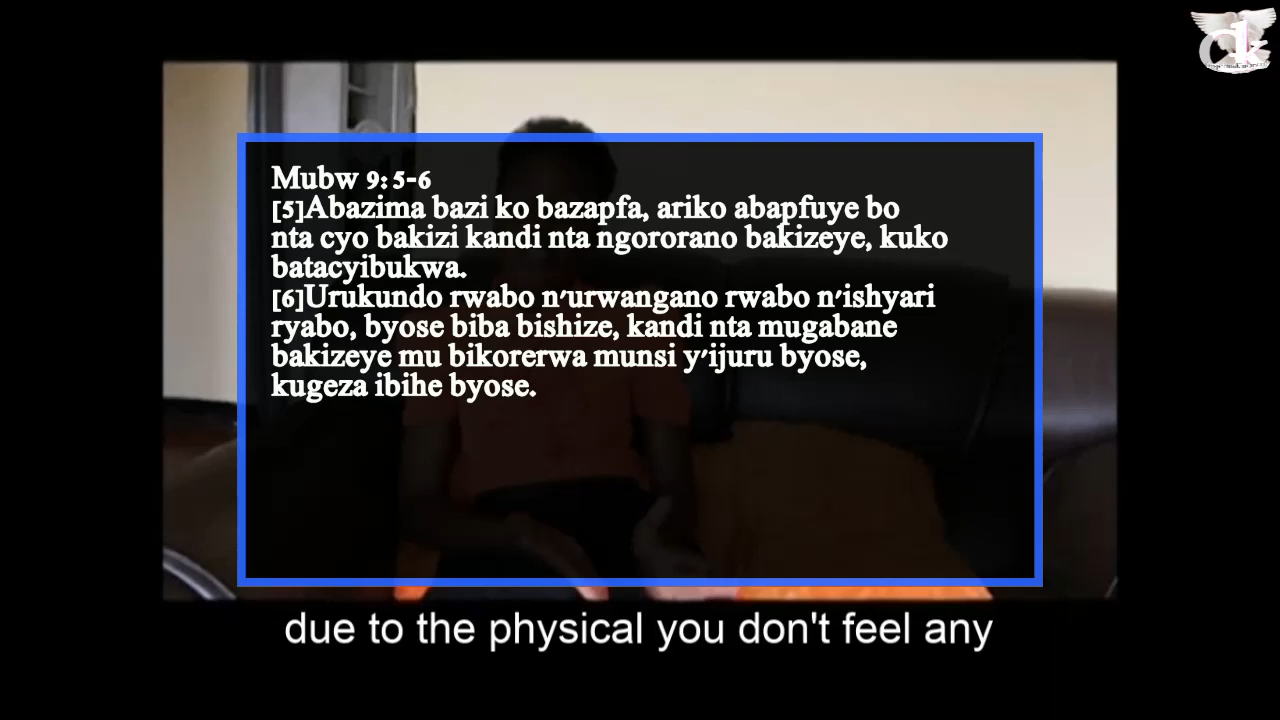 Mubw 9: 5-6
[5]Abazima bazi ko bazapfa, ariko abapfuye bo
nta cyo bakizi kandi nta ngororano bakizeye, kuko
batacyibukwa.
[6]Urukundo rwabo n'urwangano rwabo n'ishyari
ryabo, byose biba bishize, kandi nta mugabane
bakizeye mu bikorerwa munsi y'ijuru byose,
kugeza ibihe byose.
due to the physical you don't feel any